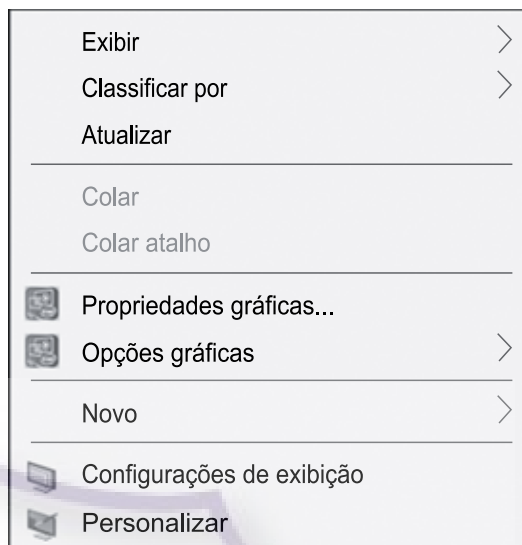 Exibir
Classificar por
Atualizar
Colar
Colar atalho
Propriedades gráficas...
Opções gráficas
Novo
Configurações de exibição
Personalizar